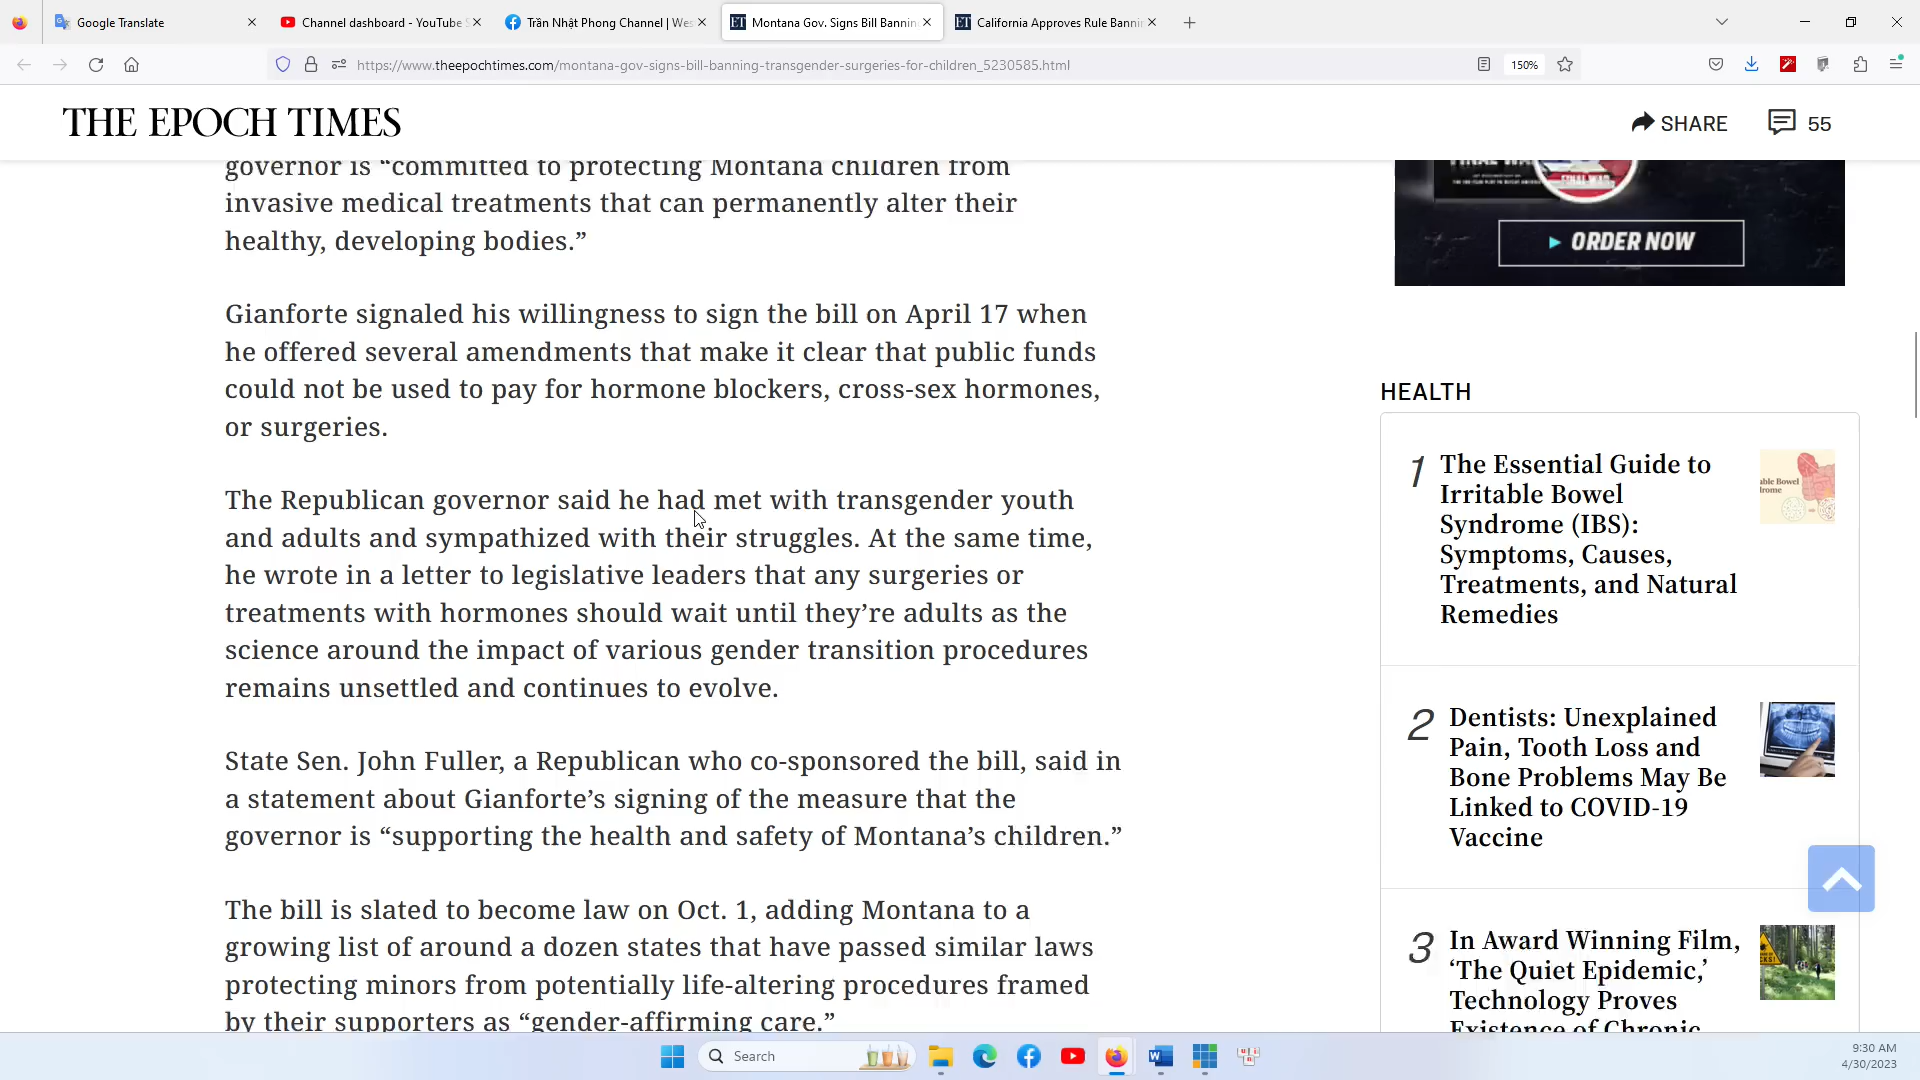 Google Translate
Channel dashboard - YouTube S
Trần Nhật Phong Channel | Wes
Montana Gov. Signs Bill Bannin
California Approves Rule Banni
https://www.theepochtimes.com/montana-gov-signs-bill-banning-transgender-surgeries-for-children_5230585.html
150%
THE EPOCH TIMES
SHARE
55
governor is “committed to protecting Montana children from
invasive medical treatments that can permanently alter their
healthy, developing bodies.”
Gianforte signaled his willingness to sign the bill on April 17 when
he offered several amendments that make it clear that public funds
could not be used to pay for hormone blockers, cross-sex hormones,
or surgeries.
The Republican governor said he had met with transgender youth
and adults and sympathized with their struggles. At the same time,
he wrote in a letter to legislative leaders that any surgeries or
treatments with hormones should wait until they’re adults as the
science around the impact of various gender transition procedures
remains unsettled and continues to evolve.
State Sen. John Fuller, a Republican who co-sponsored the bill, said in
a statement about Gianforte’s signing of the measure that the
governor is “supporting the health and safety of Montana’s children.”
The bill is slated to become law on Oct. 1, adding Montana to a
growing list of around a dozen states that have passed similar laws
protecting minors from potentially life-altering procedures framed
by their supporters as “gender-affirming care.”
FINAL WAR
ORDER NOW
HEALTH
1
The Essential Guide to
Irritable Bowel
Syndrome (IBS):
Symptoms, Causes,
Treatments, and Natural
Remedies
2
Dentists: Unexplained
Pain, Tooth Loss and
Bone Problems May Be
Linked to COVID-19
Vaccine
3
In Award Winning Film,
‘The Quiet Epidemic,’
Technology Proves
Existence of Chronic
Search
9:30 AM
4/30/2023